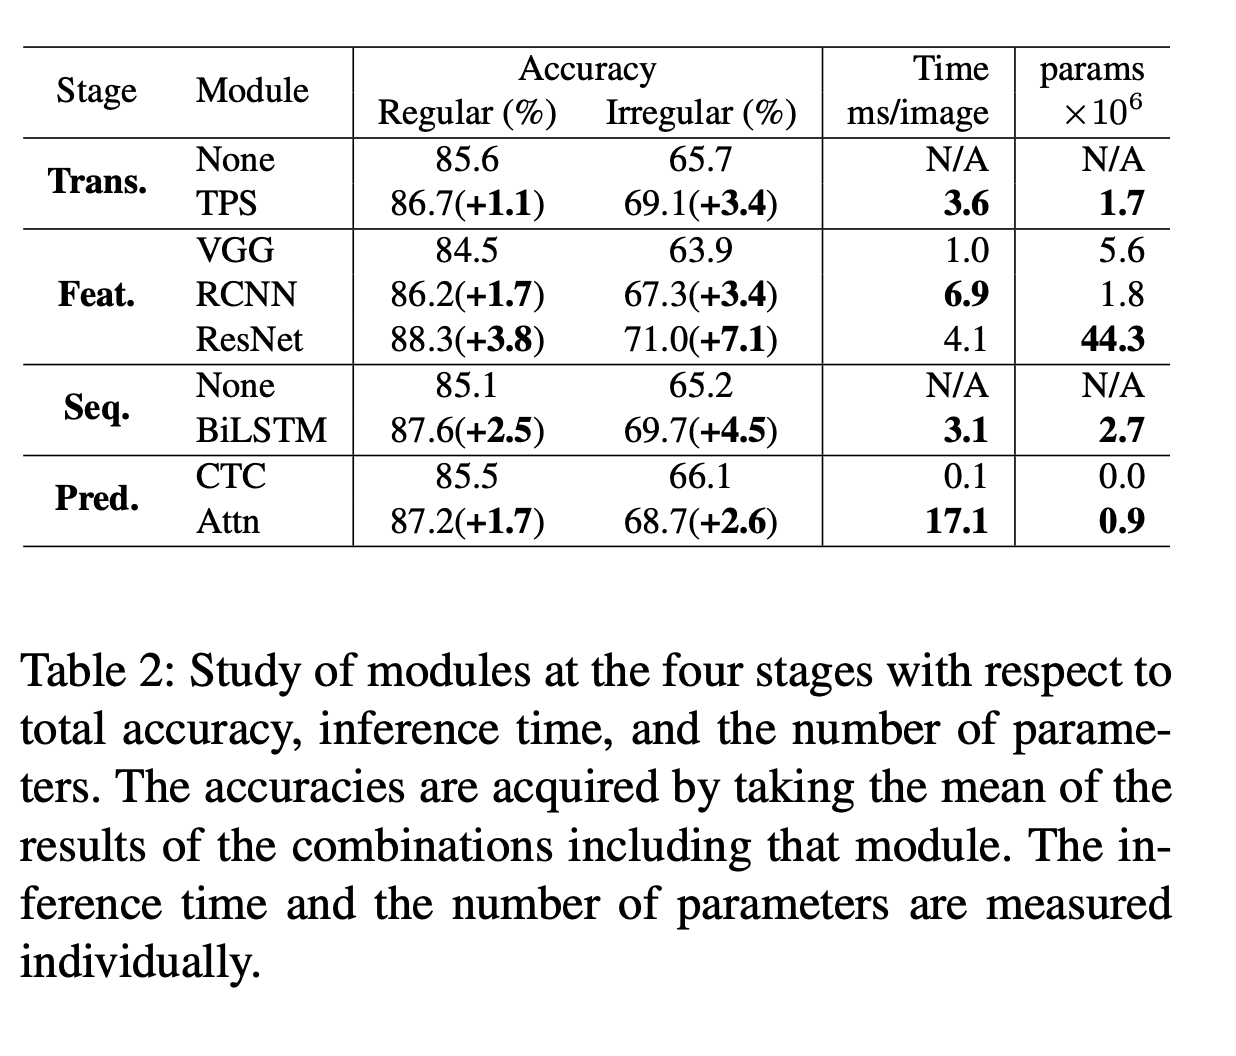 Stage Module Accuracy Time params
Regular (%) Irregular (%) ms/image ×10⁶
Trans. None 85.6 65.7 N/A N/A
TPS 86.7(+1.1) 69.1(+3.4) 3.6 1.7
Feat. VGG 84.5 63.9 1.0 5.6
RCNN 86.2(+1.7) 67.3(+3.4) 6.9 1.8
ResNet 88.3(+3.8) 71.0(+7.1) 4.1 44.3
Seq. None 85.1 65.2 N/A N/A
BiLSTM 87.6(+2.5) 69.7(+4.5) 3.1 2.7
Pred. CTC 85.5 66.1 0.1 0.0
Attn 87.2(+1.7) 68.7(+2.6) 17.1 0.9
Table 2: Study of modules at the four stages with respect to
total accuracy, inference time, and the number of parame-
ters. The accuracies are acquired by taking the mean of the
results of the combinations including that module. The in-
ference time and the number of parameters are measured
individually.